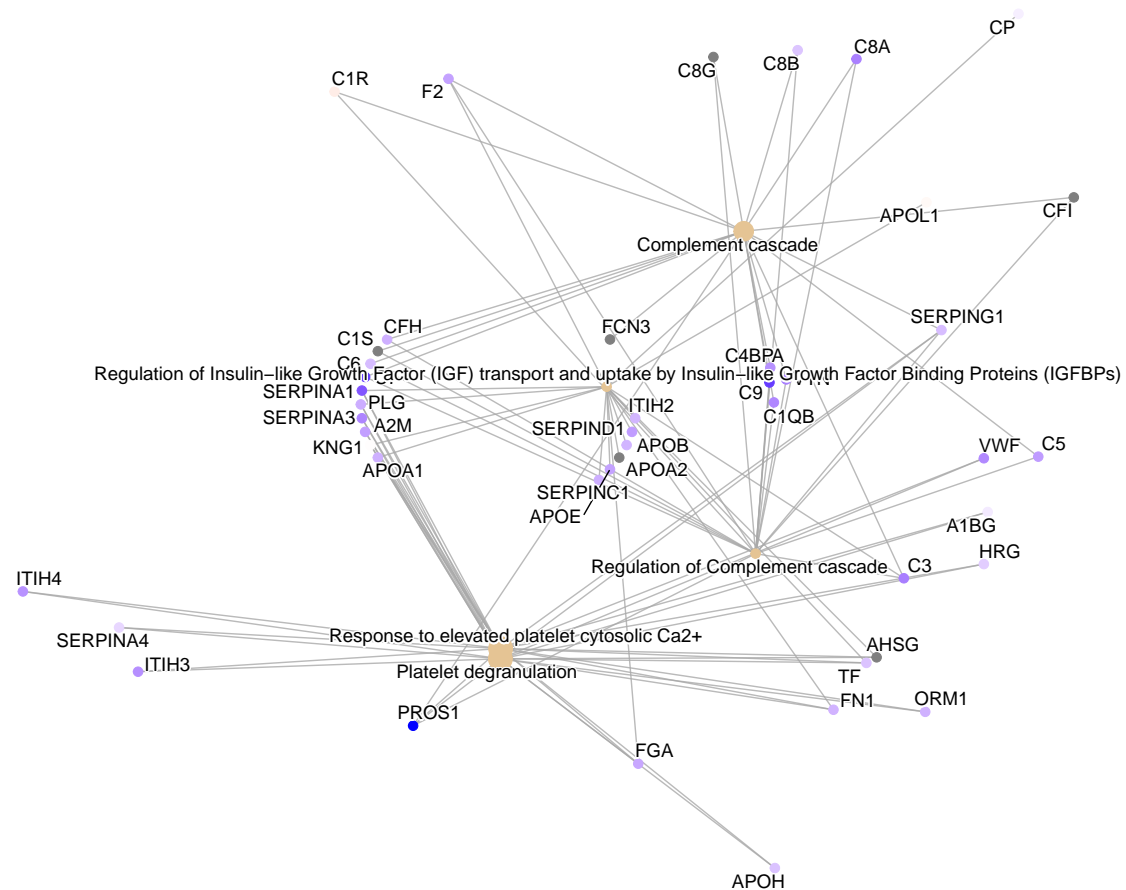 CP
C8A
C8B
C8G
C1R
F2
APOL1
CFI
Complement cascade
SERPING1
CFH
FCN3
C1S
C4BPA
C6
Regulation of Insulin–like Growth Factor (IGF) transport and uptake by Insulin–like Growth Factor Binding Proteins (IGFBPs)
SERPINA1
C9
PLG
ITIH2
C1QB
SERPINA3
A2M
SERPIND1
KNG1
APOB
VWF
C5
APOA1
APOA2
SERPINC1
APOE
A1BG
HRG
Regulation of Complement cascade
C3
ITIH4
SERPINA4
Response to elevated platelet cytosolic Ca2+
AHSG
ITIH3
Platelet degranulation
TF
PROS1
FN1
ORM1
FGA
APOH